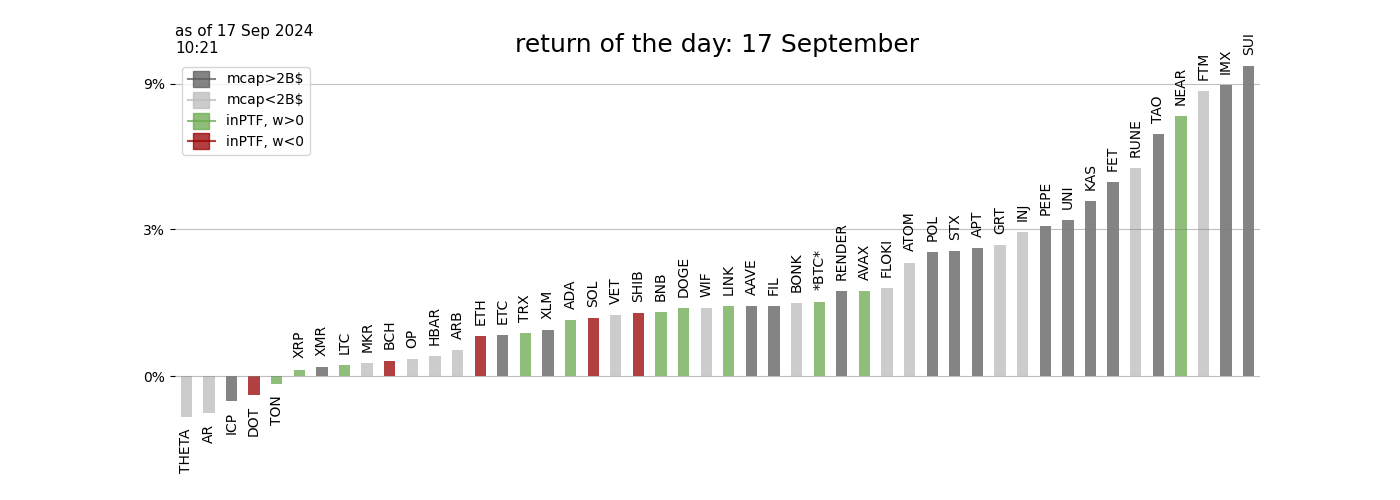 as of 17 Sep 2024
10:21
return of the day: 17 September
mcap>2B$
mcap<2B$
inPTF, w>0
inPTF, w<0
9%
3%
0%
THETA
AR
ICP
DOT
TON
XRP
XMR
LTC
MKR
BCH
OP
HBAR
ARB
ETH
ETC
TRX
XLM
ADA
SOL
VET
SHIB
BNB
DOGE
WIF
LINK
AAVE
FIL
BONK
*BTC*
RENDER
AVAX
FLOKI
ATOM
POL
STX
APT
GRT
INJ
PEPE
UNI
KAS
FET
RUNE
TAO
NEAR
FTM
IMX
SUI